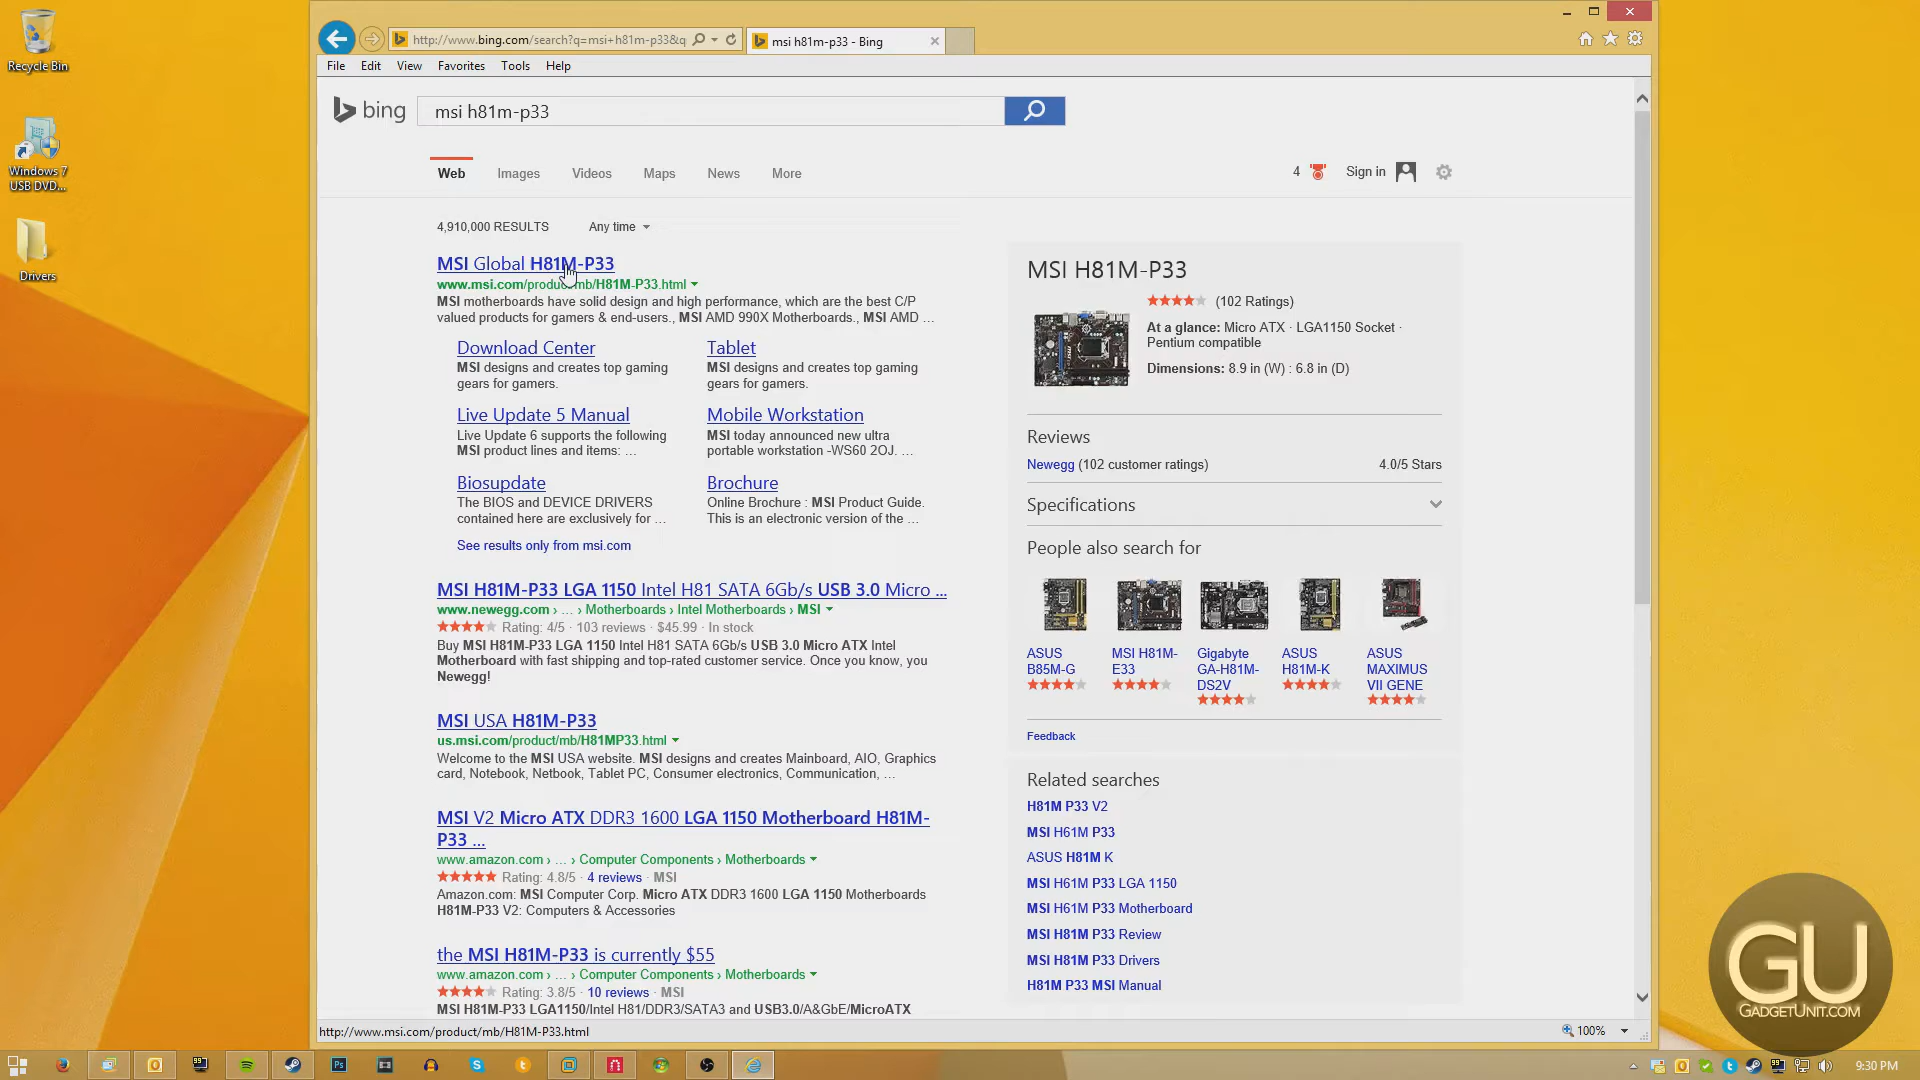 Recycle Bin
Windows 7
USB DVD...
Drivers
http://www.bing.com/search?q=msi+h81m-p33&q
msi h81m-p33 - Bing
File Edit View Favorites Tools Help
bing
msi h81m-p33
Web Images Videos Maps News More
4 Sign in
4,910,000 RESULTS Any time
MSI Global H81M-P33
www.msi.com/product/mb/H81M-P33.html
MSI motherboards have solid design and high performance, which are the best C/P
valued products for gamers & end-users., MSI AMD 990X Motherboards., MSI AMD ...
Download Center
MSI designs and creates top gaming
gears for gamers.
Tablet
MSI designs and creates top gaming
gears for gamers.
Live Update 5 Manual
Live Update 6 supports the following
MSI product lines and items: ...
Mobile Workstation
MSI today announced new ultra
portable workstation -WS60 2OJ. ...
Biosupdate
The BIOS and DEVICE DRIVERS
contained here are exclusively for ...
Brochure
Online Brochure : MSI Product Guide.
This is an electronic version of the ...
See results only from msi.com
MSI H81M-P33 LGA 1150 Intel H81 SATA 6Gb/s USB 3.0 Micro ...
www.newegg.com › ... › Motherboards › Intel Motherboards › MSI
Rating: 4/5 · 103 reviews · $45.99 · In stock
Buy MSI H81M-P33 LGA 1150 Intel H81 SATA 6Gb/s USB 3.0 Micro ATX Intel
Motherboard with fast shipping and top-rated customer service. Once you know, you
Newegg!
MSI USA H81M-P33
us.msi.com/product/mb/H81MP33.html
Welcome to the MSI USA website. MSI designs and creates Mainboard, AIO, Graphics
card, Notebook, Netbook, Tablet PC, Consumer electronics, Communication, ...
MSI V2 Micro ATX DDR3 1600 LGA 1150 Motherboard H81M-
P33 ...
www.amazon.com › ... › Computer Components › Motherboards
Rating: 4.8/5 · 4 reviews · MSI
Amazon.com: MSI Computer Corp. Micro ATX DDR3 1600 LGA 1150 Motherboards
H81M-P33 V2: Computers & Accessories
the MSI H81M-P33 is currently $55
www.amazon.com › ... › Computer Components › Motherboards
Rating: 3.8/5 · 10 reviews · MSI
MSI H81M-P33 LGA1150/Intel H81/DDR3/SATA3 and USB3.0/A&GbE/MicroATX
MSI H81M-P33
(102 Ratings)
At a glance: Micro ATX · LGA1150 Socket ·
Pentium compatible
Dimensions: 8.9 in (W) : 6.8 in (D)
Reviews
Newegg (102 customer ratings) 4.0/5 Stars
Specifications
People also search for
ASUS
B85M-G
MSI H81M-
E33
Gigabyte
GA-H81M-
DS2V
ASUS
H81M-K
ASUS
MAXIMUS
VII GENE
Feedback
Related searches
H81M P33 V2
MSI H61M P33
ASUS H81M K
MSI H61M P33 LGA 1150
MSI H61M P33 Motherboard
MSI H81M P33 Review
MSI H81M P33 Drivers
H81M P33 MSI Manual
http://www.msi.com/product/mb/H81M-P33.html
100%
GU
GADGETUNIT.COM
9:30 PM